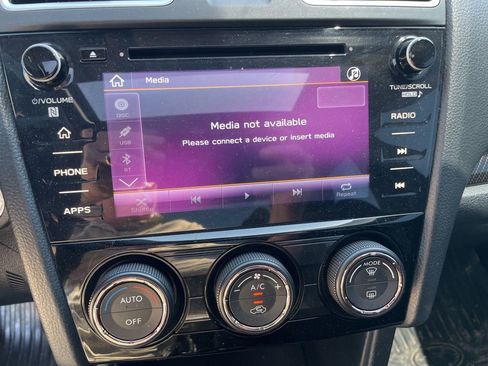 Media
DISC
USB
BT
Media not available
Please connect a device or insert media
Shuffle
Repeat
⏻/VOLUME
N
PHONE
APPS
TUNE/SCROLL
HOLD
RADIO
AUTO
OFF
A/C
MODE